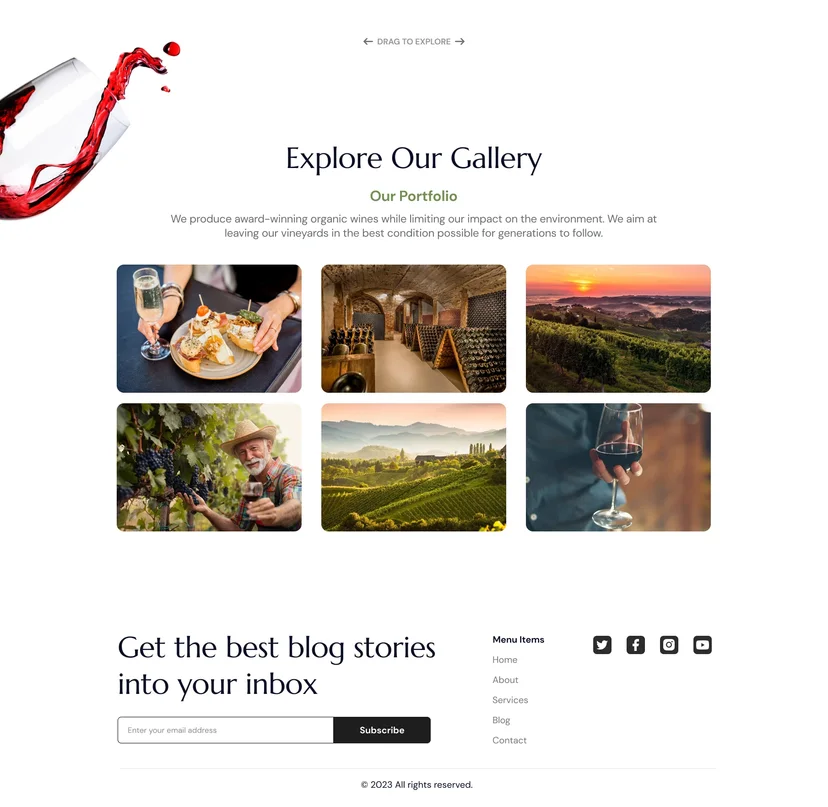 DRAG TO EXPLORE
Explore Our Gallery
Our Portfolio
We produce award-winning organic wines while limiting our impact on the environment. We aim at
leaving our vineyards in the best condition possible for generations to follow.
Get the best blog stories
into your inbox
Enter your email address
Subscribe
Menu Items
Home
About
Services
Blog
Contact
© 2023 All rights reserved.